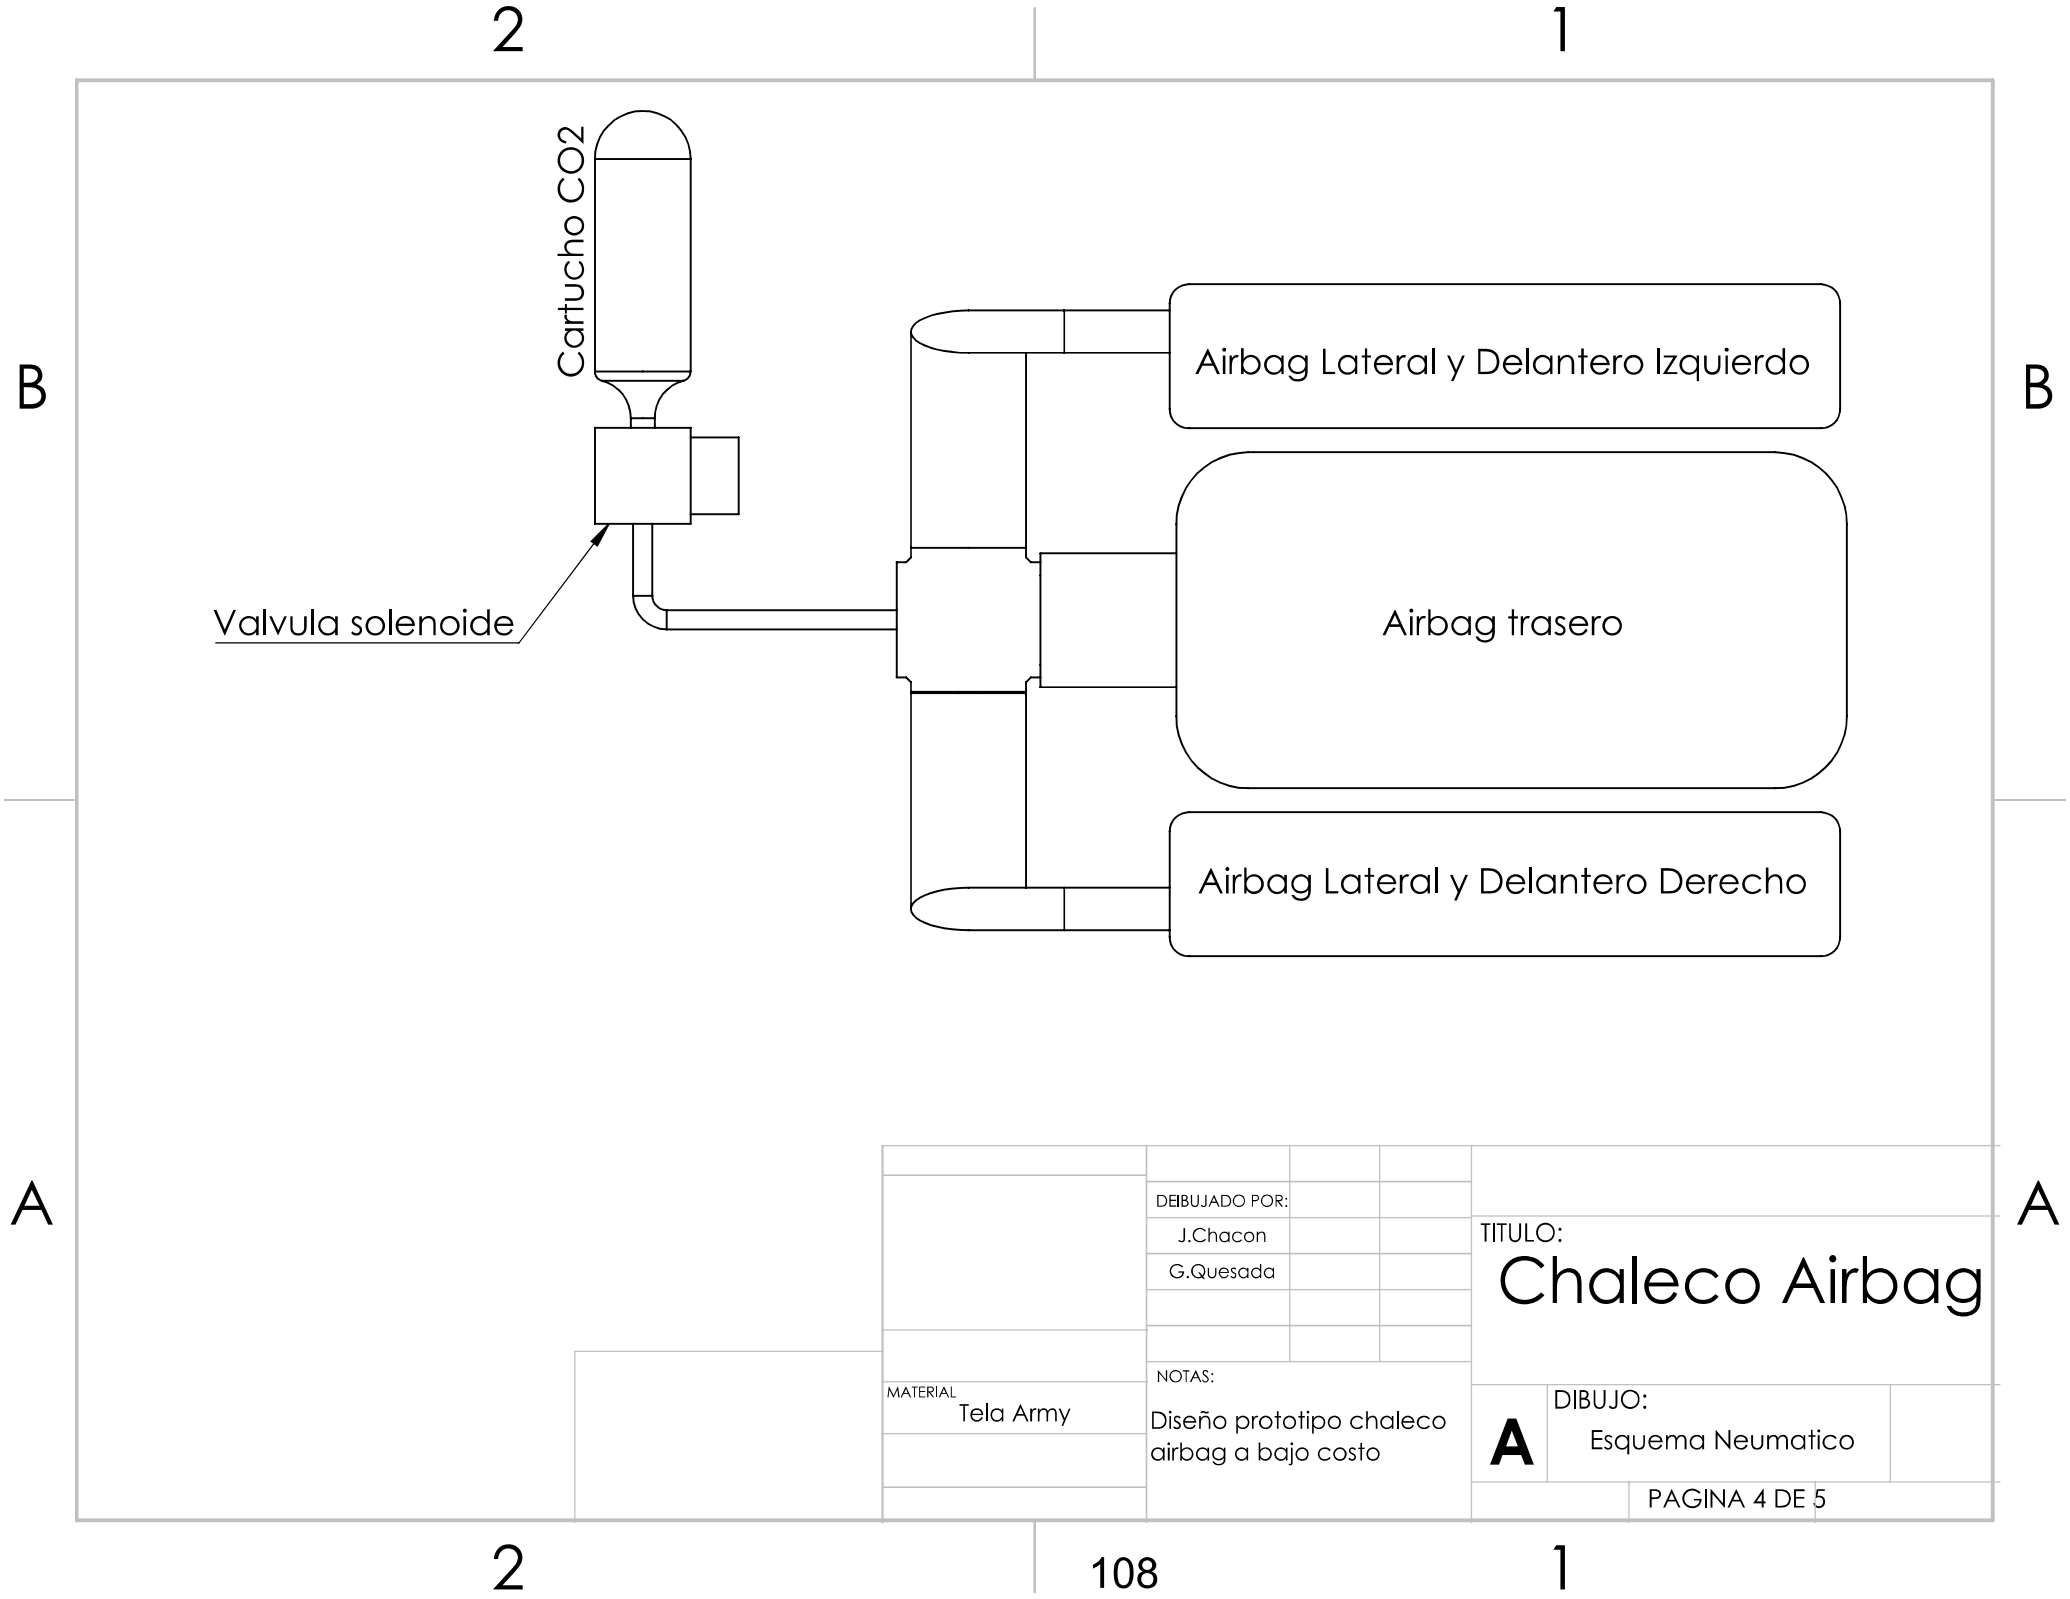 2
1
Cartucho CO2
B
B
Airbag Lateral y Delantero Izquierdo
Valvula solenoide
Airbag trasero
Airbag Lateral y Delantero Derecho
A
A
DEIBUJADO POR:
J.Chacon
G.Quesada
TITULO:
Chaleco Airbag
MATERIAL
Tela Army
NOTAS:
Diseño prototipo chaleco
airbag a bajo costo
A
DIBUJO:
Esquema Neumatico
PAGINA 4 DE 5
2
108
1